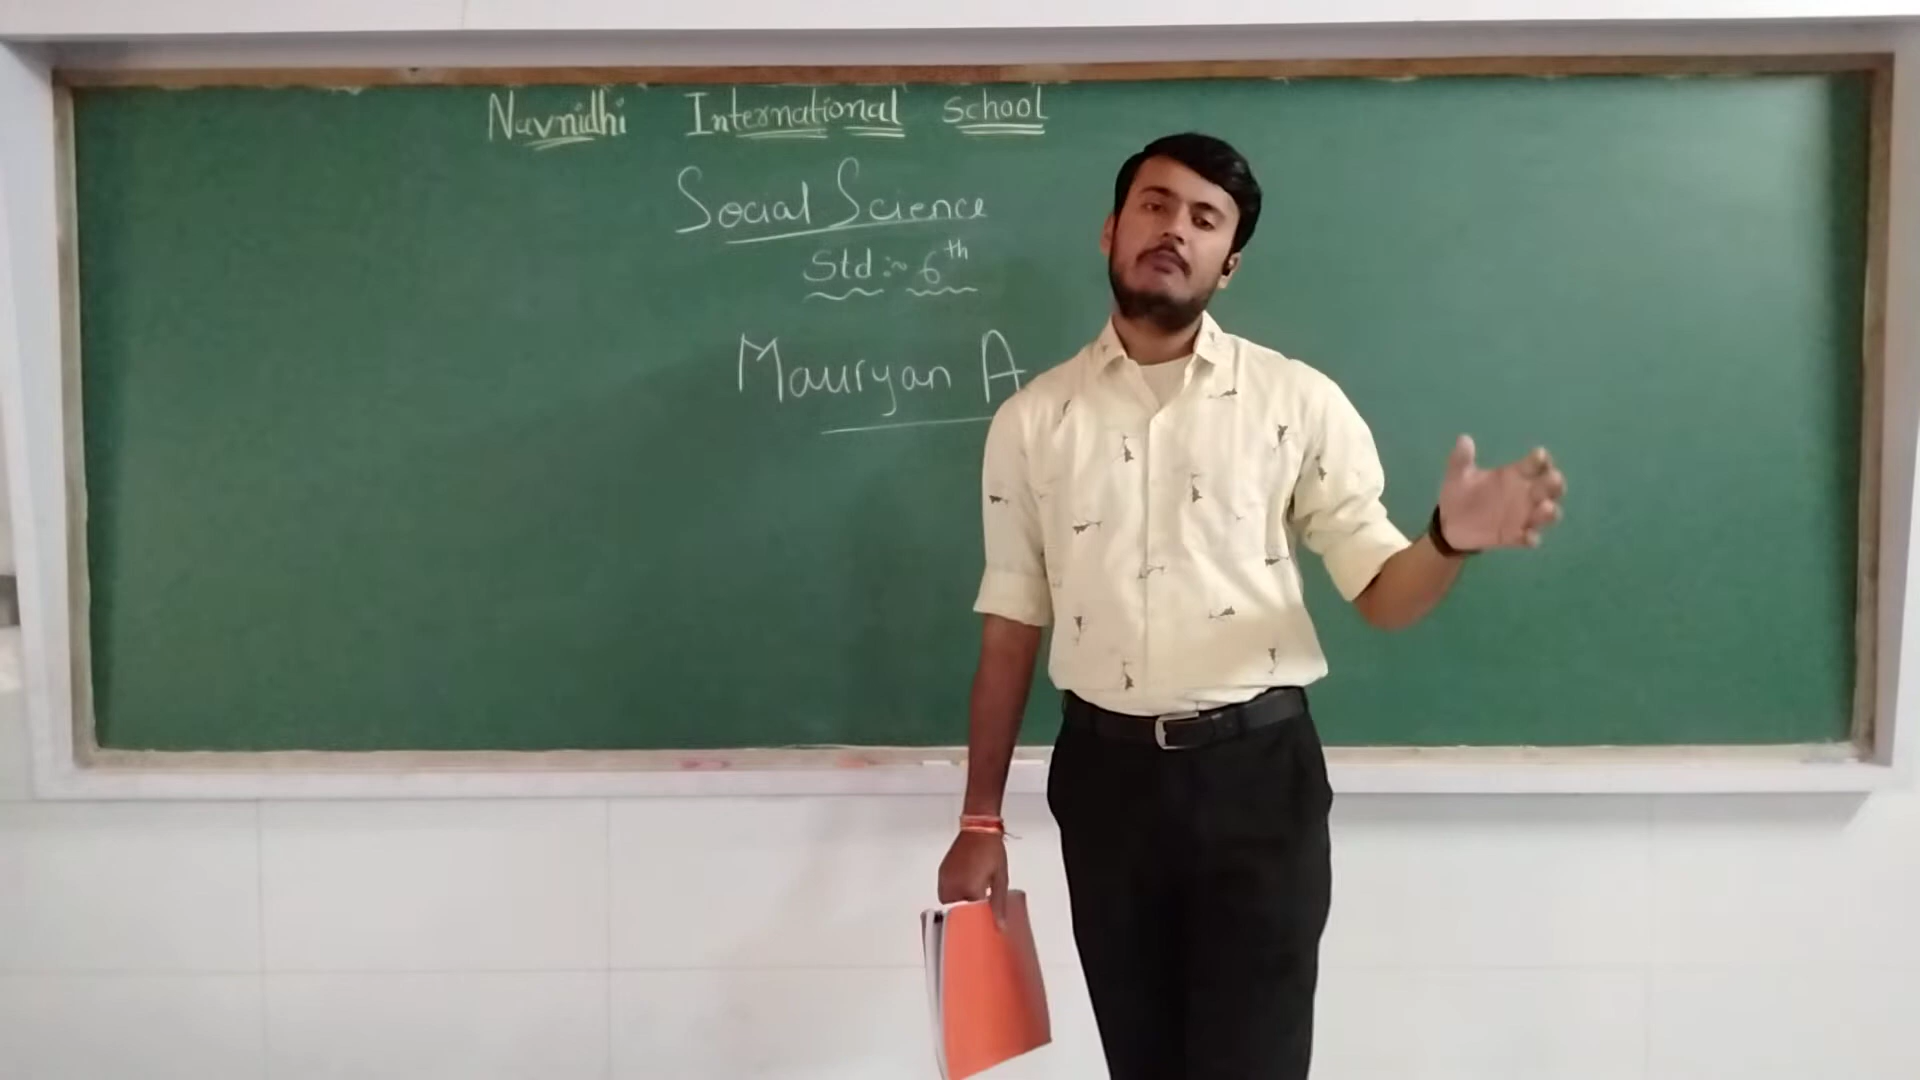 Navnidhi International School
Social Science
Std :~ 6th
Mauryan A